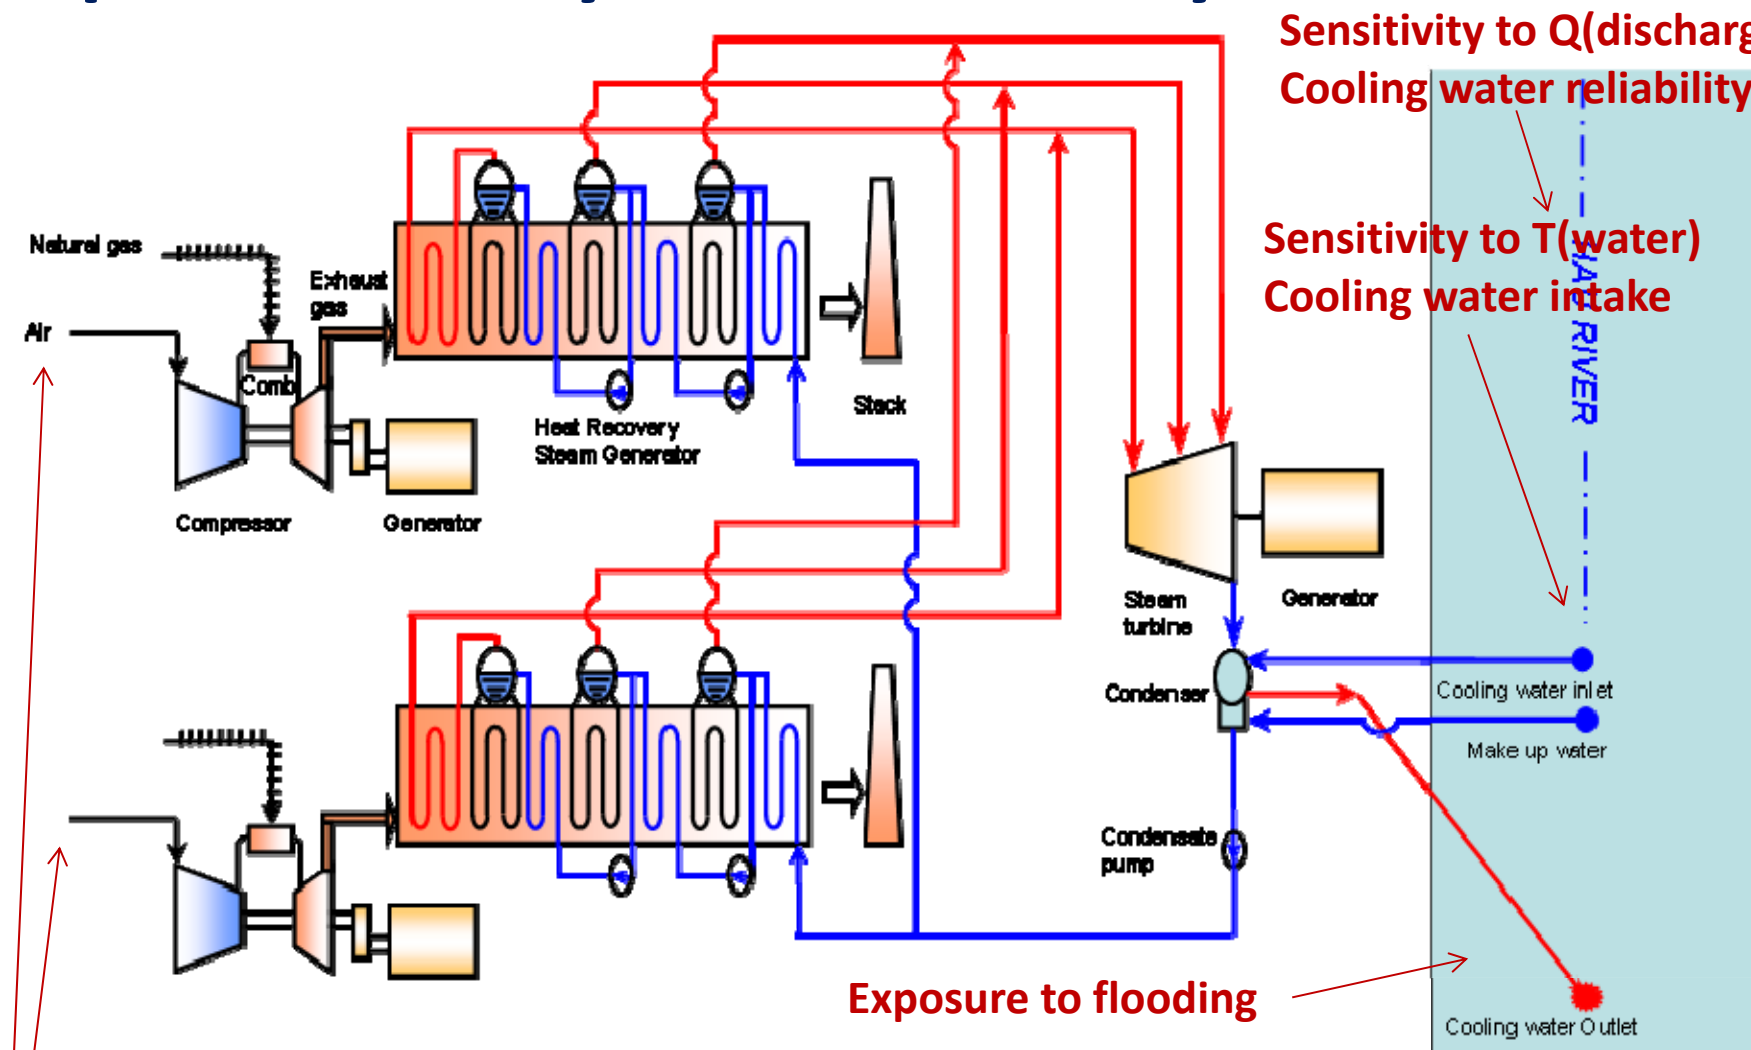 Sensitivity to Q(discharg
Cooling water reliability
Natural gas
Exhaust
gas
Sensitivity to T(water)
Cooling water intake
Air
Comb
RIVER
Stack
Heat Recovery
Steam Generator
Compressor
Generator
Steam
turbine
Generator
Condenser
Cooling water inlet
Make up water
Condensate
pump
Exposure to flooding
Cooling water Outlet